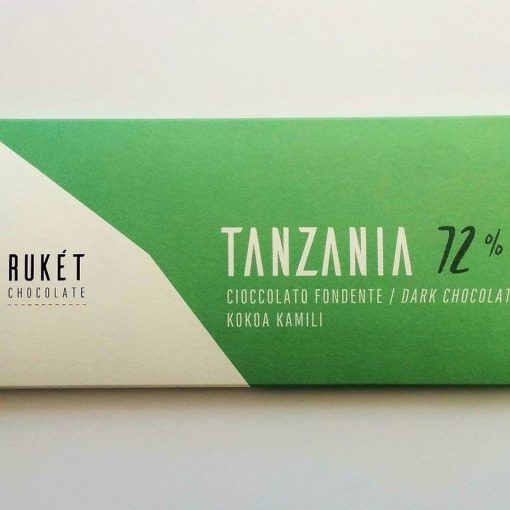 RUKÉT
CHOCOLATE
TANZANIA 72%
CIOCCOLATO FONDENTE / DARK CHOCOLAT
KOKOA KAMILI